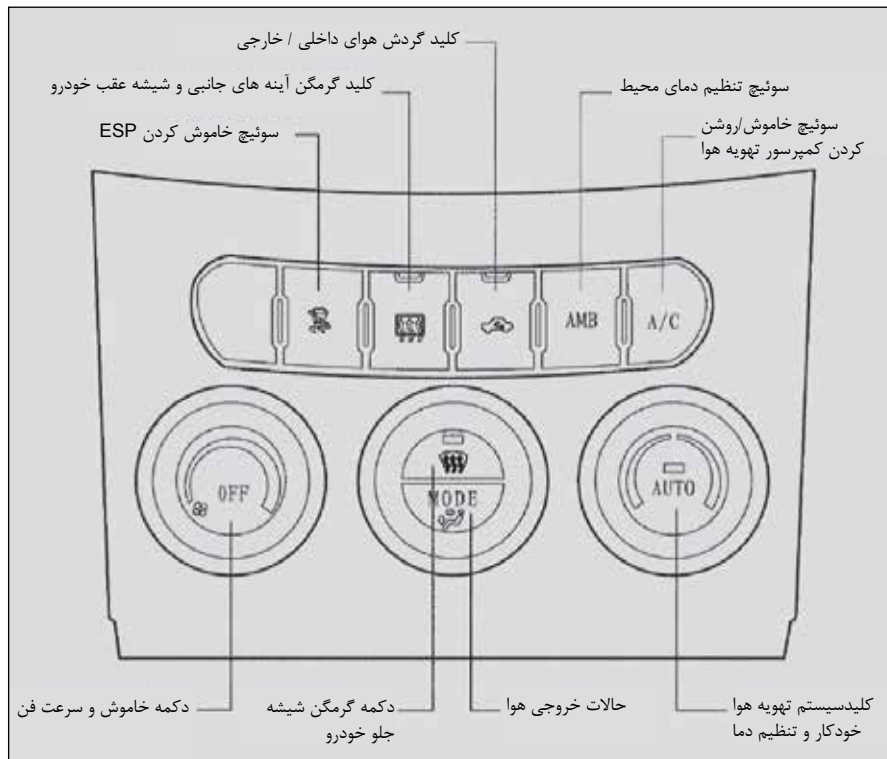 کلید گردش هوای داخلی / خارجی
کلید گرمگن آینه های جانبی و شیشه عقب خودرو
سوئیچ تنظیم دمای محیط
سوئیچ خاموش کردن ESP
سوئیچ خاموش/روشن
کردن کمپرسور تهویه هوا
AMB
A/C
OFF
MODE
AUTO
دکمه خاموش و سرعت فن
دکمه گرمگن شیشه
جلو خودرو
حالات خروجی هوا
کلیدسیستم تهویه هوا
خودکار و تنظیم دما